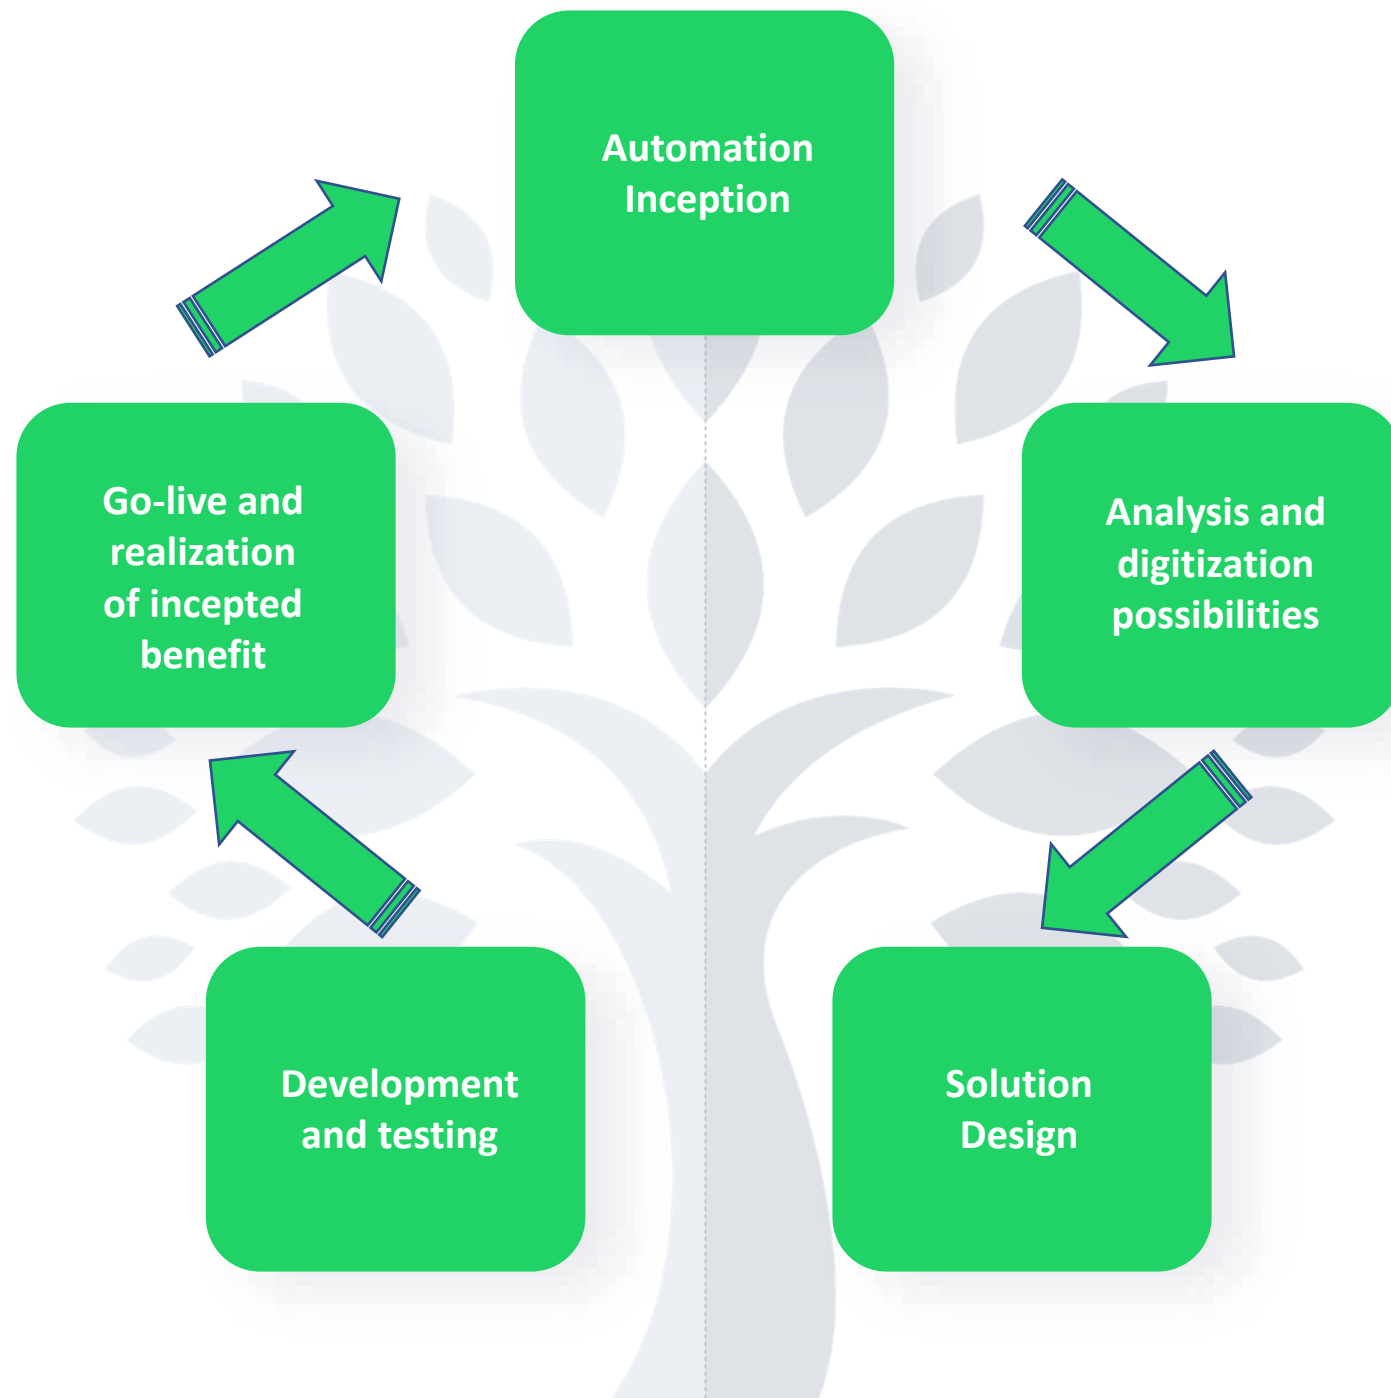 Automation
Inception
Analysis and
digitization
possibilities
Solution
Design
Development
and testing
Go-live and
realization
of incepted
benefit